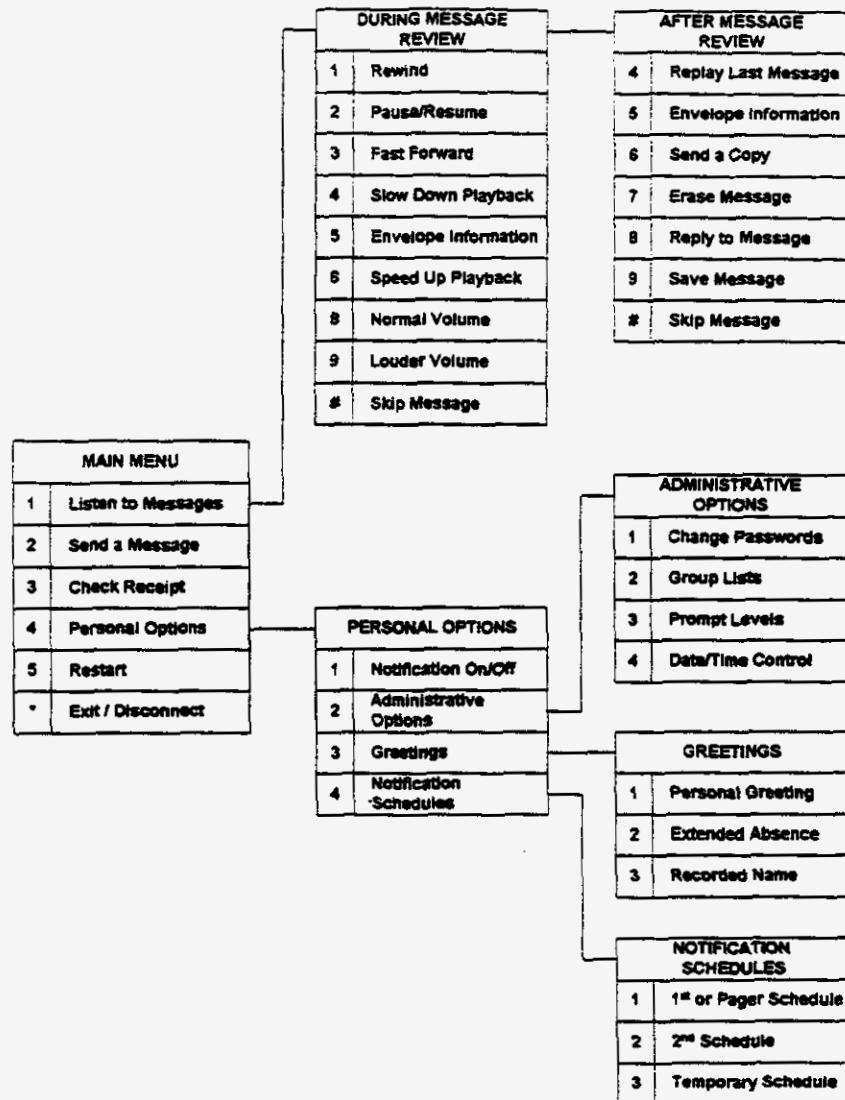 DURING MESSAGE
REVIEW
1 Rewind
2 Pause/Resume
3 Fast Forward
4 Slow Down Playback
5 Envelope Information
6 Speed Up Playback
8 Normal Volume
9 Louder Volume
# Skip Message
AFTER MESSAGE
REVIEW
4 Replay Last Message
5 Envelope Information
6 Send a Copy
7 Erase Message
8 Reply to Message
9 Save Message
# Skip Message
MAIN MENU
1 Listen to Messages
2 Send a Message
3 Check Receipt
4 Personal Options
5 Restart
* Exit / Disconnect
PERSONAL OPTIONS
1 Notification On/Off
2 Administrative
Options
3 Greetings
4 Notification
Schedules
ADMINISTRATIVE
OPTIONS
1 Change Passwords
2 Group Lists
3 Prompt Levels
4 Date/Time Control
GREETINGS
1 Personal Greeting
2 Extended Absence
3 Recorded Name
NOTIFICATION
SCHEDULES
1 1st or Pager Schedule
2 2nd Schedule
3 Temporary Schedule